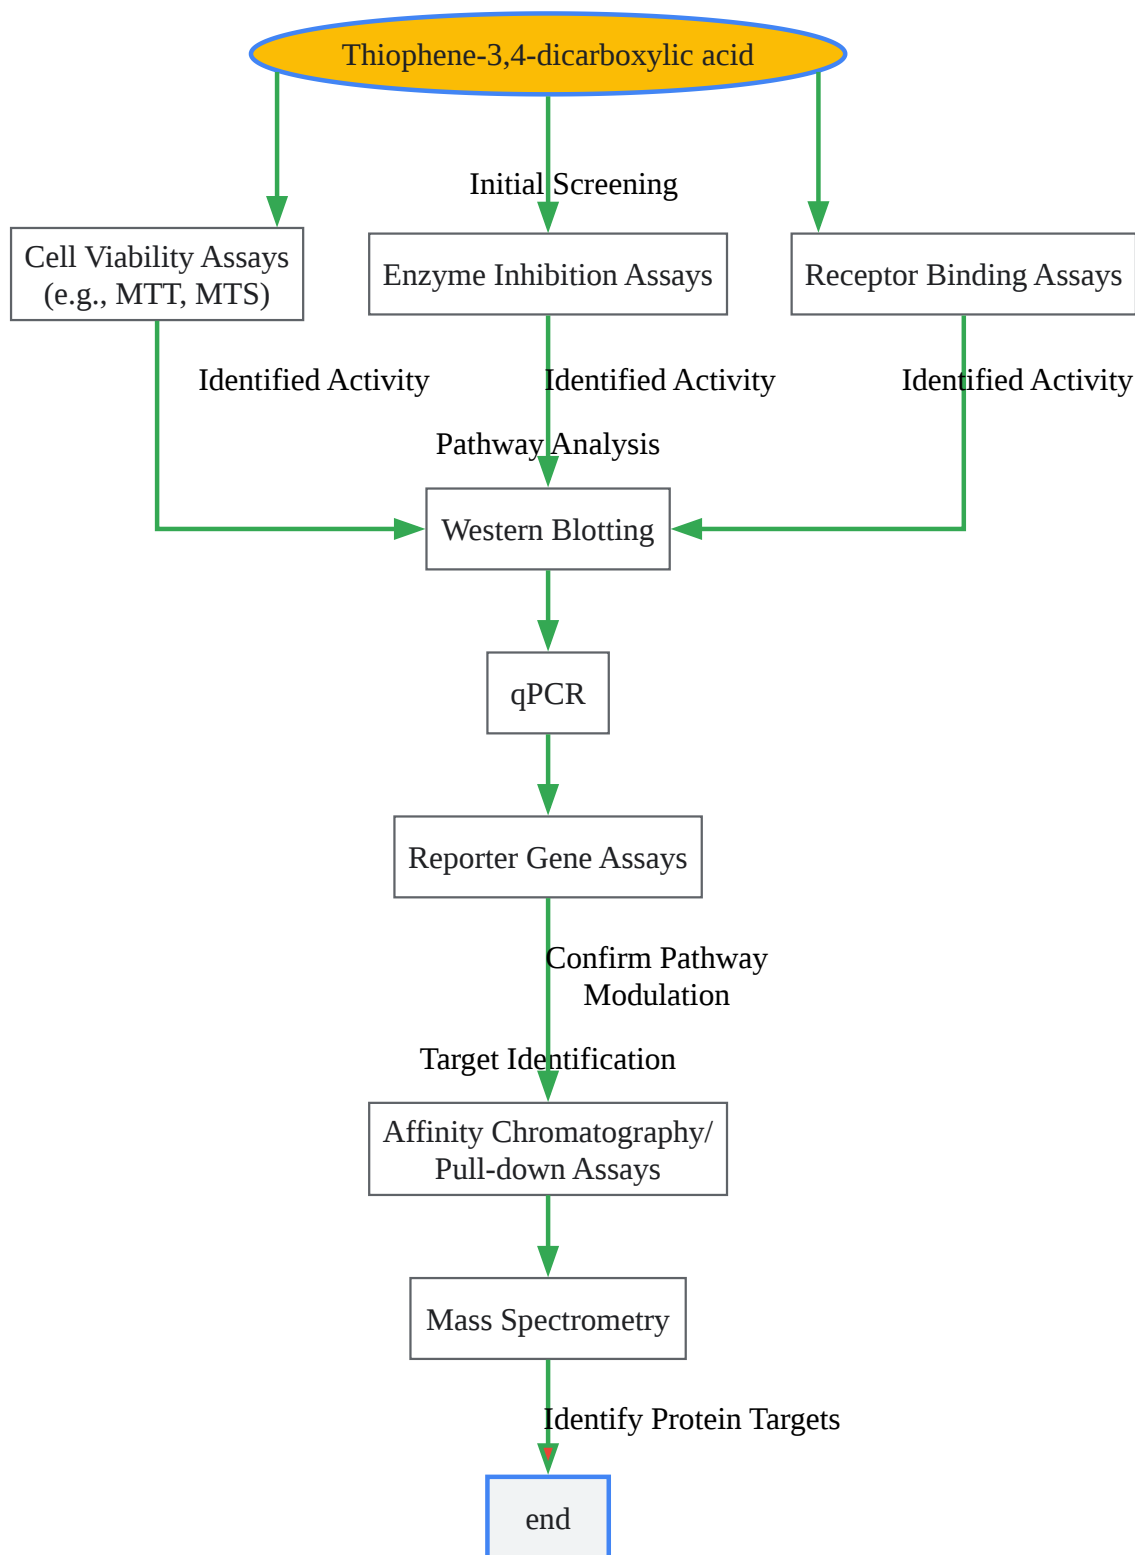 Thiophene-3,4-dicarboxylic acid
Initial Screening
Cell Viability Assays
(e.g., MTT, MTS)
Enzyme Inhibition Assays
Receptor Binding Assays
Identified Activity
Identified Activity
Identified Activity
Pathway Analysis
Western Blotting
qPCR
Reporter Gene Assays
Confirm Pathway
Modulation
Target Identification
Affinity Chromatography/
Pull-down Assays
Mass Spectrometry
Identify Protein Targets
end